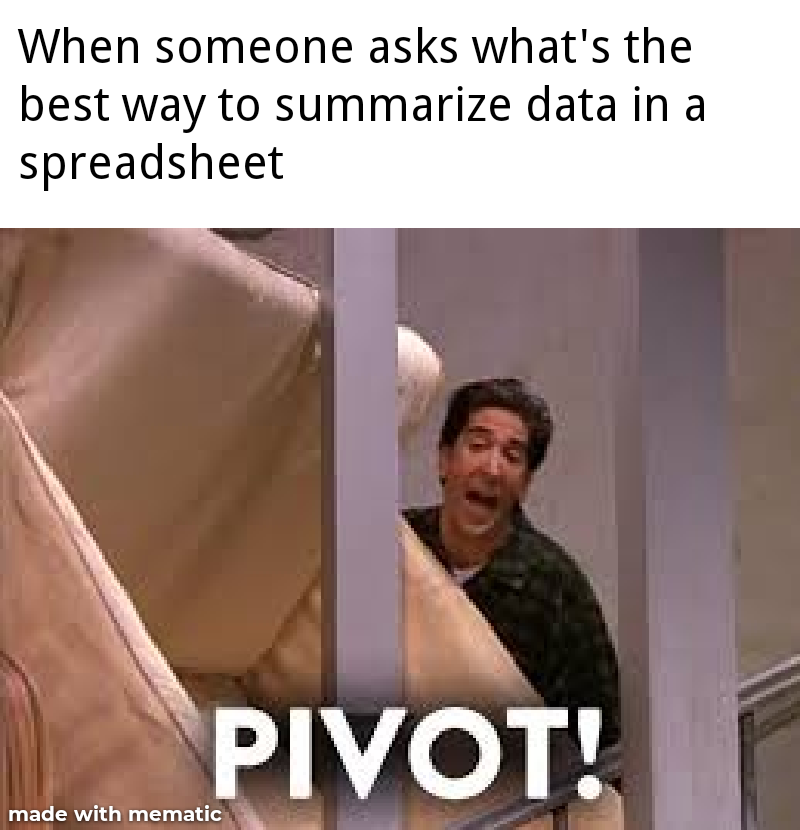 When someone asks what's the
best way to summarize data in a
spreadsheet
PIVOT!
made with mematic